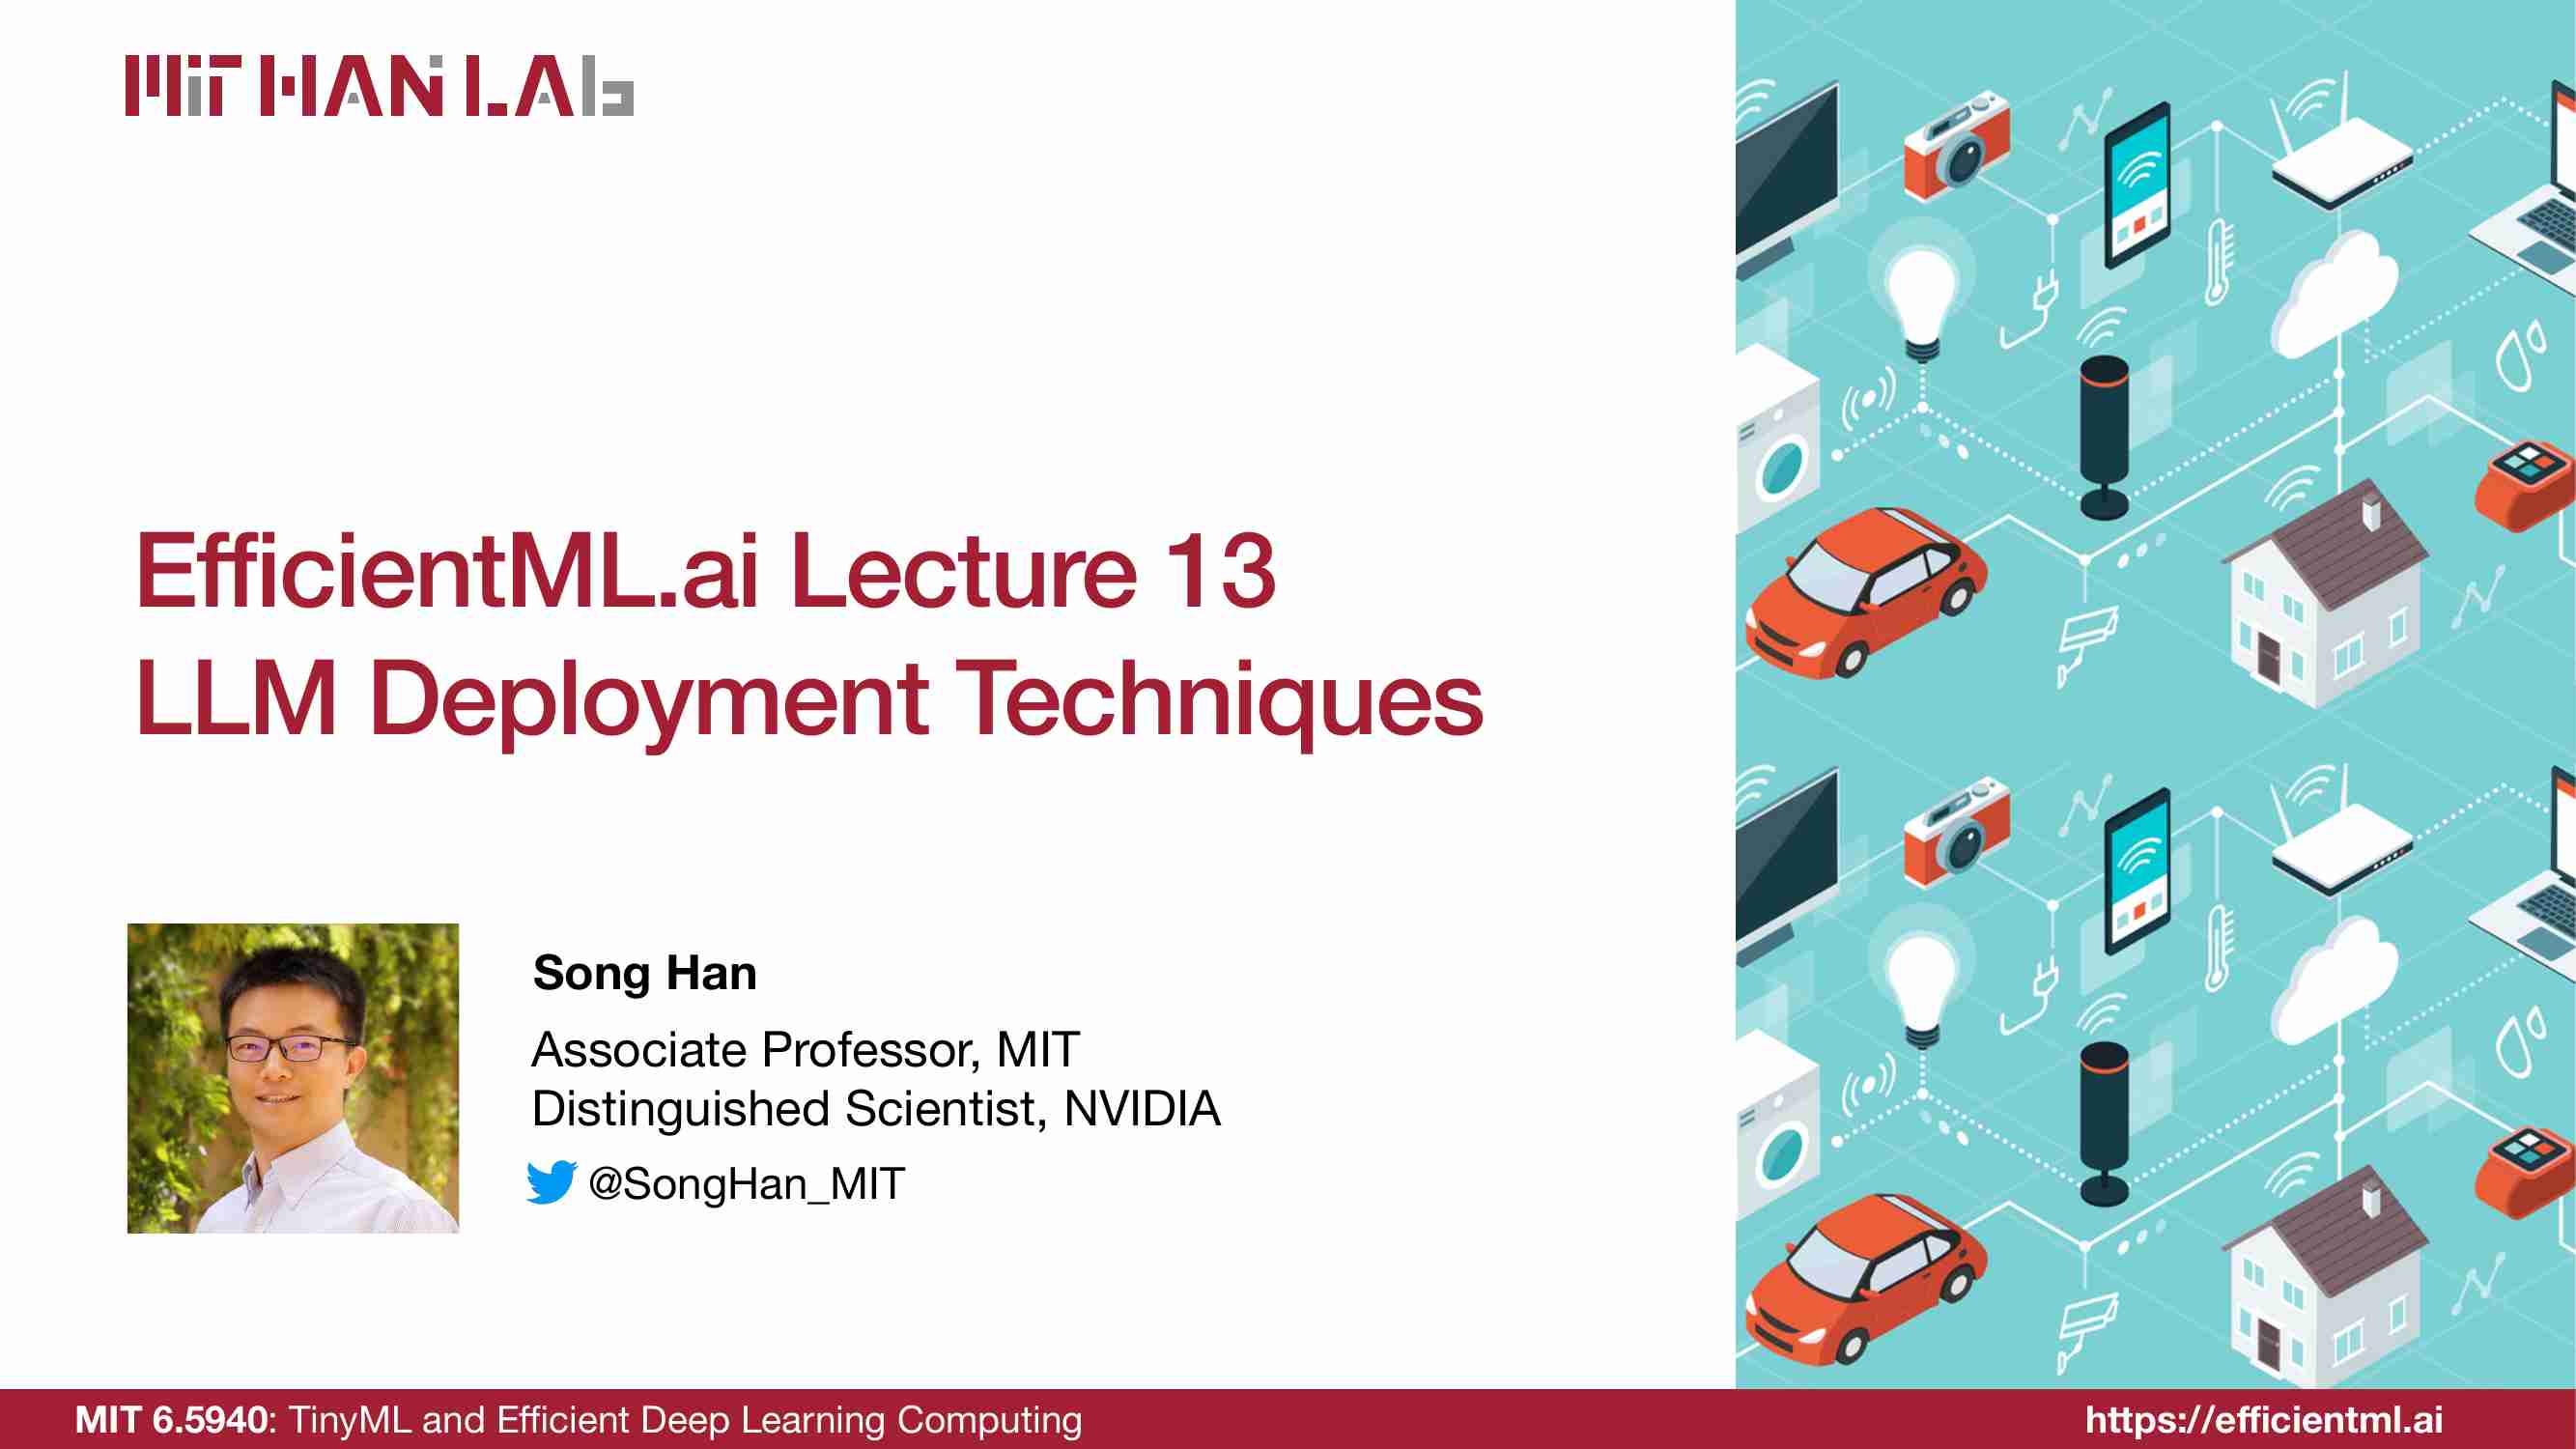 MIT HAN LAb
EfficientML.ai Lecture 13
LLM Deployment Techniques
Song Han
Associate Professor, MIT
Distinguished Scientist, NVIDIA
@SongHan_MIT
MIT 6.5940: TinyML and Efficient Deep Learning Computing
https://efficientml.ai